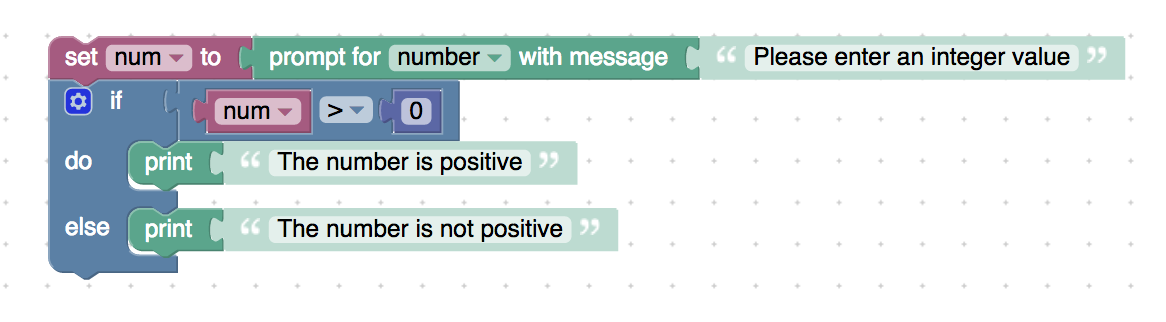 set num to prompt for number with message “ Please enter an integer value ”
if num > 0
do print “ The number is positive ”
else print “ The number is not positive ”